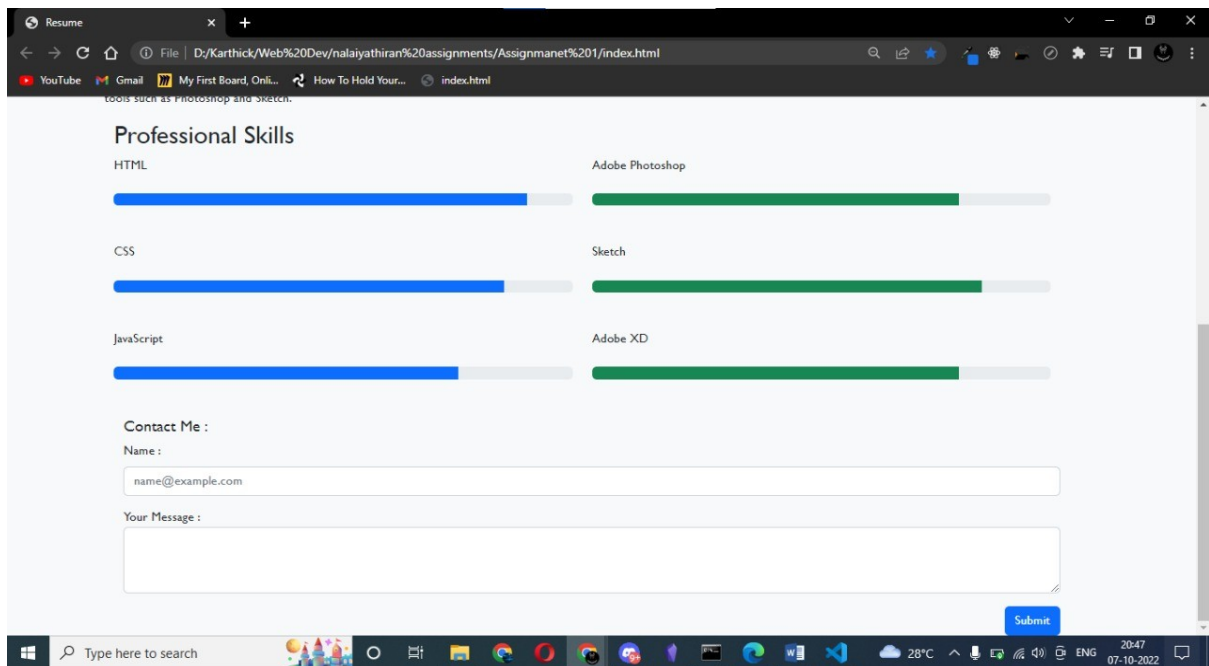 Resume
File D:/Karthick/Web%20Dev/nalaiyathiran%20assignments/Assignmanet%201/index.html
YouTube Gmail My First Board, Onli... How To Hold Your... index.html
tools such as Photoshop and Sketch.
Professional Skills
HTML Adobe Photoshop
CSS Sketch
JavaScript Adobe XD
Contact Me :
Name :
name@example.com
Your Message :
Submit
Type here to search 28°C ENG 20:47
07-10-2022